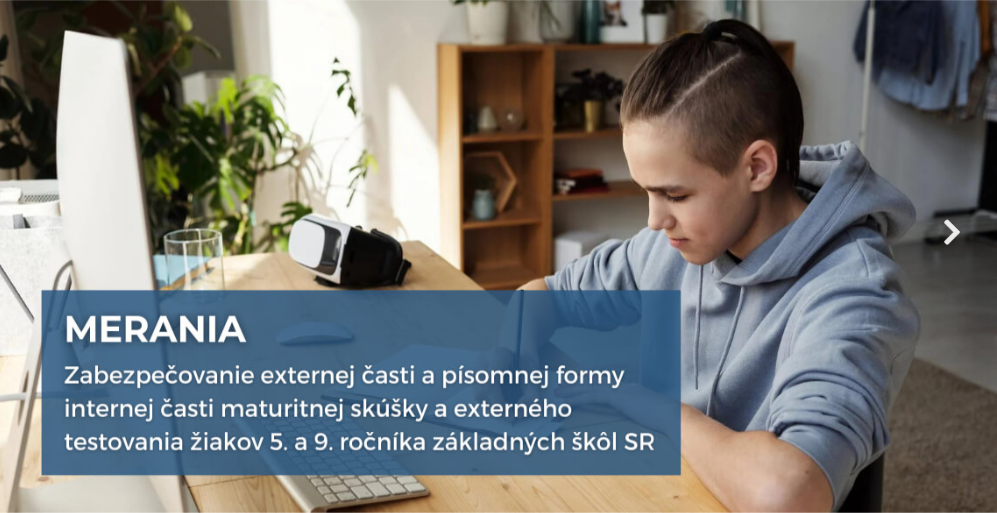 MERANIA
Zabezpečovanie externej časti a písomnej formy
internej časti maturitnej skúšky a externého
testovania žiakov 5. a 9. ročníka základných škôl SR